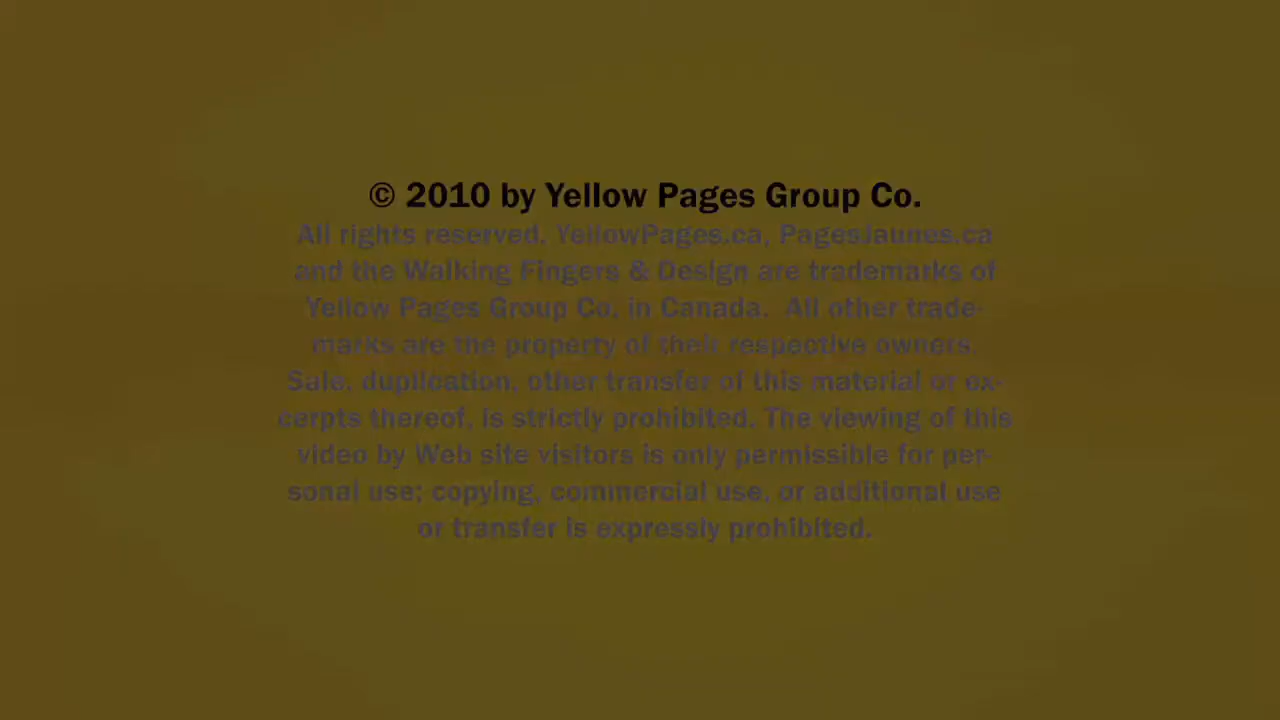 © 2010 by Yellow Pages Group Co.
All rights reserved. YellowPages.ca, PagesJaunes.ca
and the Walking Fingers & Design are trademarks of
Yellow Pages Group Co. in Canada.  All other trade-
marks are the property of their respective owners.
Sale, duplication, other transfer of this material or ex-
cerpts thereof, is strictly prohibited. The viewing of this
video by Web site visitors is only permissible for per-
sonal use; copying, commercial use, or additional use
or transfer is expressly prohibited.